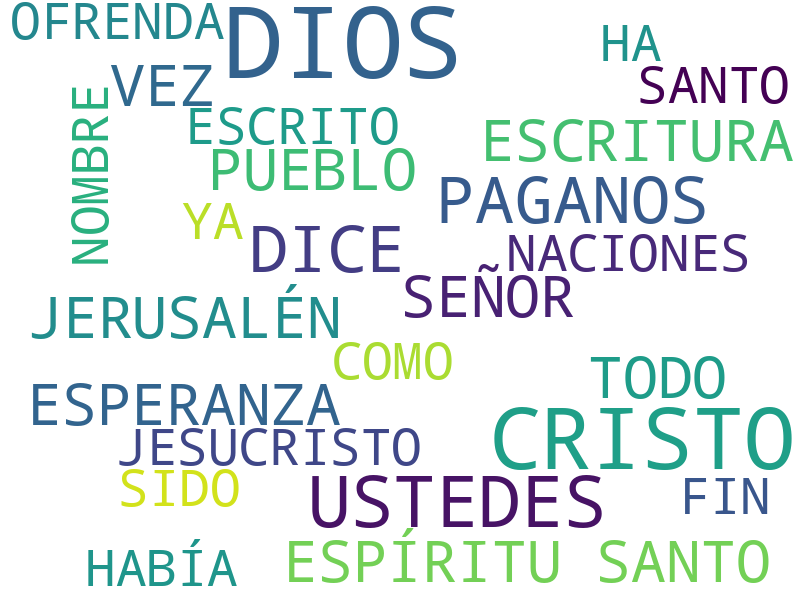 OFRENDA
DIOS
HA
VEZ
SANTO
NOMBRE
ESCRITO
ESCRITURA
PUEBLO
PAGANOS
YA
DICE
NACIONES
SEÑOR
JERUSALÉN
COMO
TODO
ESPERANZA
CRISTO
JESUCRISTO
SIDO
USTEDES
FIN
HABÍA
ESPÍRITU SANTO